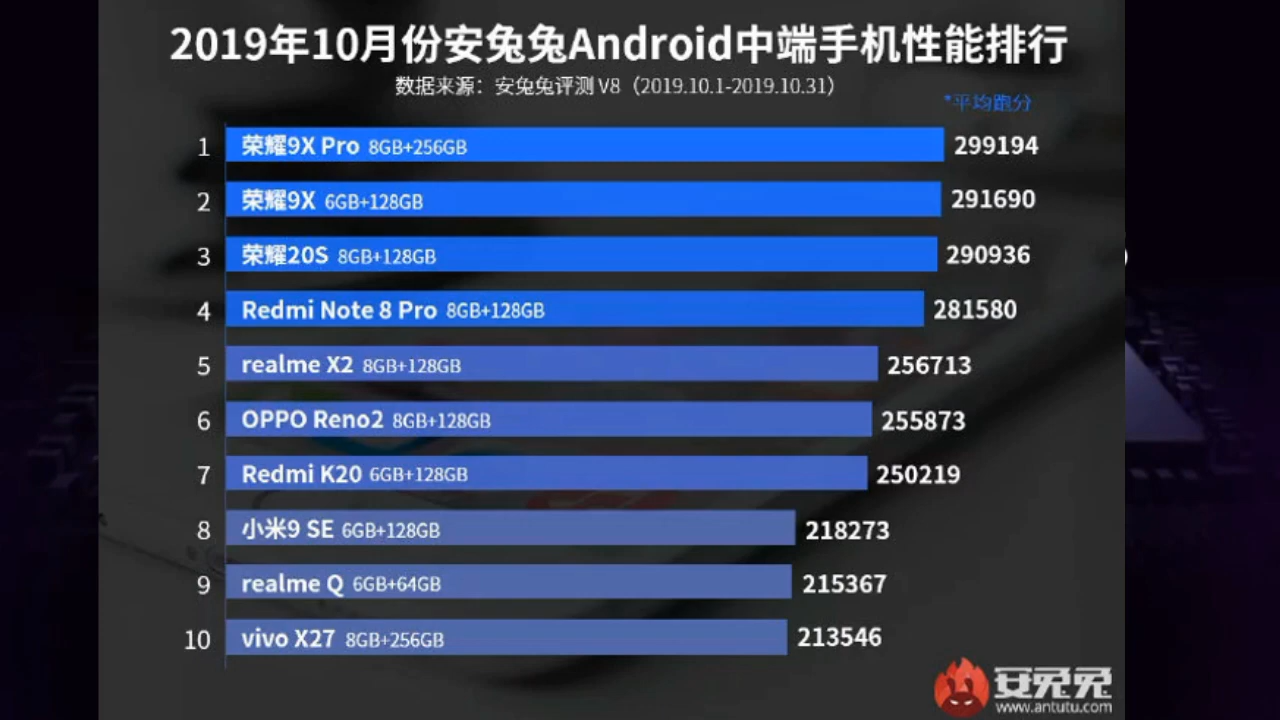 2019年10月份安兔兔Android中端手机性能排行
数据来源：安兔兔评测 V8（2019.10.1-2019.10.31）
*平均跑分
1 荣耀9X Pro 8GB+256GB 299194
2 荣耀9X 6GB+128GB 291690
3 荣耀20S 8GB+128GB 290936
4 Redmi Note 8 Pro 8GB+128GB 281580
5 realme X2 8GB+128GB 256713
6 OPPO Reno2 8GB+128GB 255873
7 Redmi K20 6GB+128GB 250219
8 小米9 SE 6GB+128GB 218273
9 realme Q 6GB+64GB 215367
10 vivo X27 8GB+256GB 213546
安兔兔
www.antutu.com